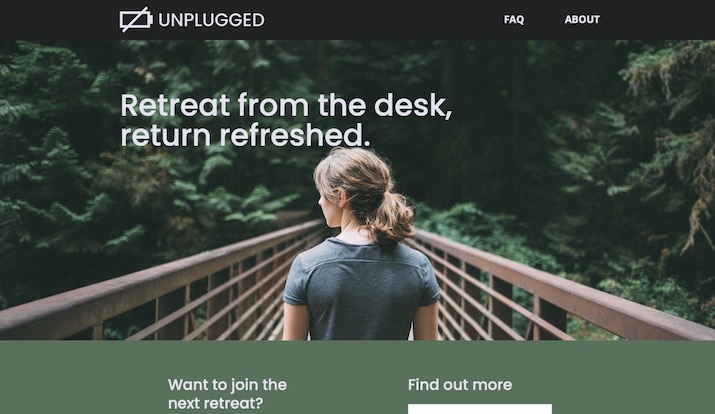 UNPLUGGED
FAQ
ABOUT
Retreat from the desk,
return refreshed.
Want to join the
next retreat?
Find out more